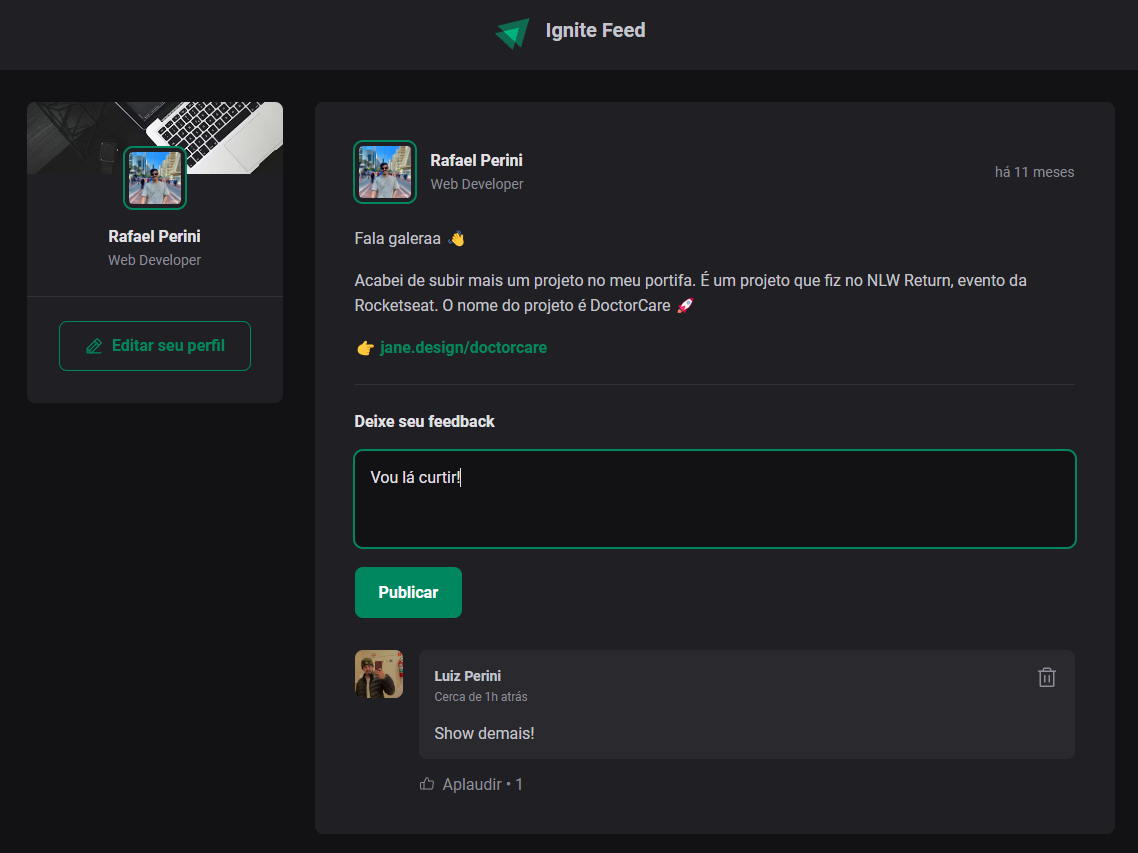 Ignite Feed
Rafael Perini
Web Developer
Editar seu perfil
Rafael Perini
Web Developer
há 11 meses
Fala galeraa 👋
Acabei de subir mais um projeto no meu portifa. É um projeto que fiz no NLW Return, evento da
Rocketseat. O nome do projeto é DoctorCare 🚀
👉 jane.design/doctorcare
Deixe seu feedback
Vou lá curtir!
Publicar
Luiz Perini
Cerca de 1h atrás
Show demais!
Aplaudir • 1